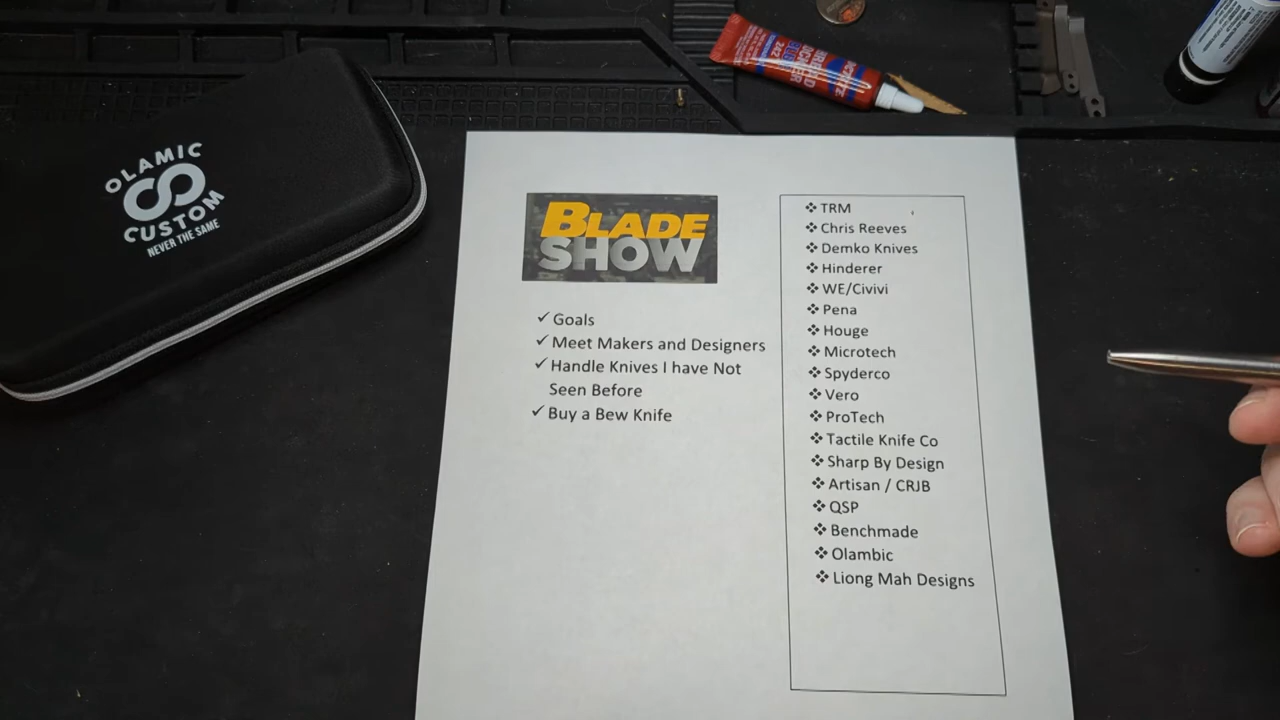 OLAMIC
CUSTOM
NEVER THE SAME
242
BLADE
SHOW
Goals
Meet Makers and Designers
Handle Knives I have Not
Seen Before
Buy a Bew Knife
TRM
Chris Reeves
Demko Knives
Hinderer
WE/Civivi
Pena
Houge
Microtech
Spyderco
Vero
ProTech
Tactile Knife Co
Sharp By Design
Artisan / CRJB
QSP
Benchmade
Olambic
Liong Mah Designs